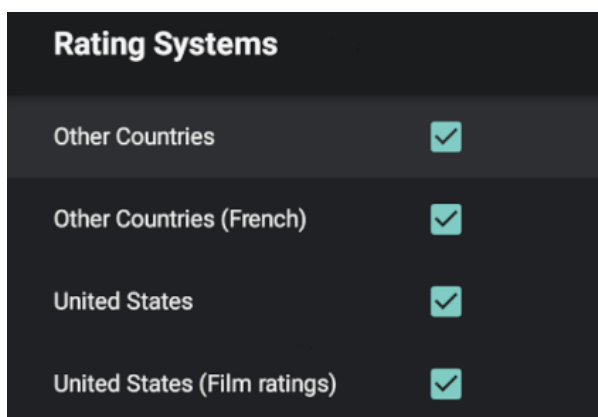 Rating Systems
Other Countries
Other Countries (French)
United States
United States (Film ratings)